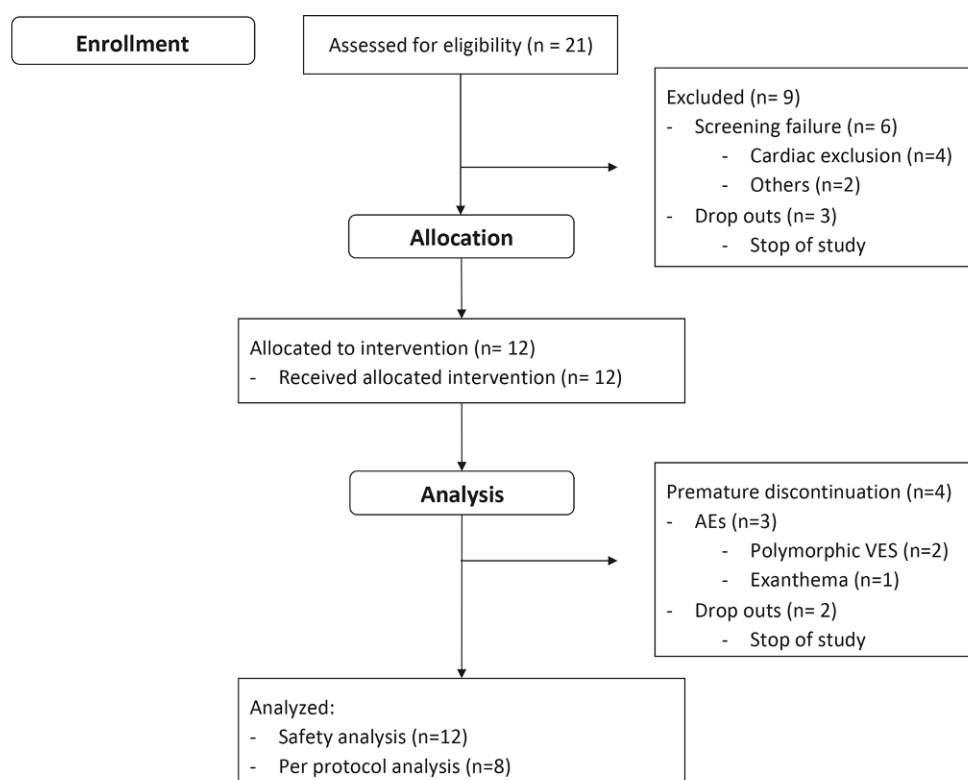 Enrollment
Assessed for eligibility (n = 21)
Excluded (n= 9)
- Screening failure (n= 6)
- Cardiac exclusion (n=4)
- Others (n=2)
- Drop outs (n= 3)
- Stop of study
Allocation
Allocated to intervention (n= 12)
- Received allocated intervention (n= 12)
Analysis
Premature discontinuation (n=4)
- AEs (n=3)
- Polymorphic VES (n=2)
- Exanthema (n=1)
- Drop outs (n= 2)
- Stop of study
Analyzed:
- Safety analysis (n=12)
- Per protocol analysis (n=8)